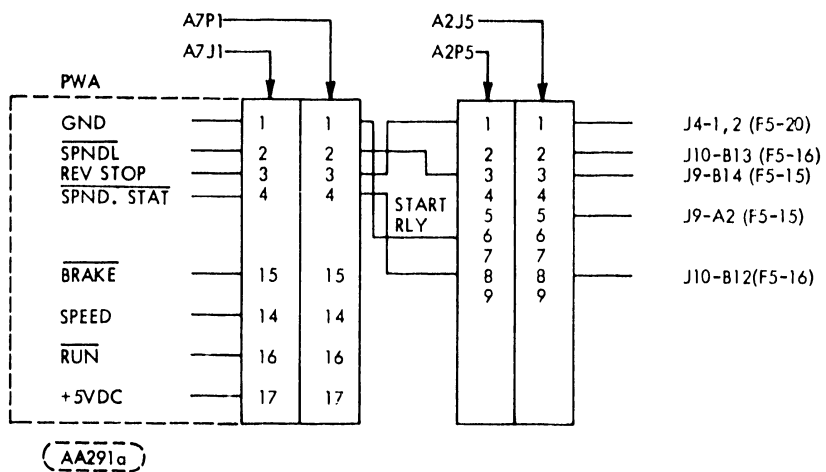 A7P1
A7J1
A2J5
A2P5
PWA
GND 1 1
SPNDL 2 2
REV STOP 3 3
SPND. STAT 4 4
BRAKE 15 15
SPEED 14 14
RUN 16 16
+5VDC 17 17
START
RLY
1 1 J4-1,2 (F5-20)
2 2 J10-B13 (F5-16)
3 3 J9-B14 (F5-15)
4 4
5 5 J9-A2 (F5-15)
6 6
7 7
8 8 J10-B12(F5-16)
9 9
AA291a